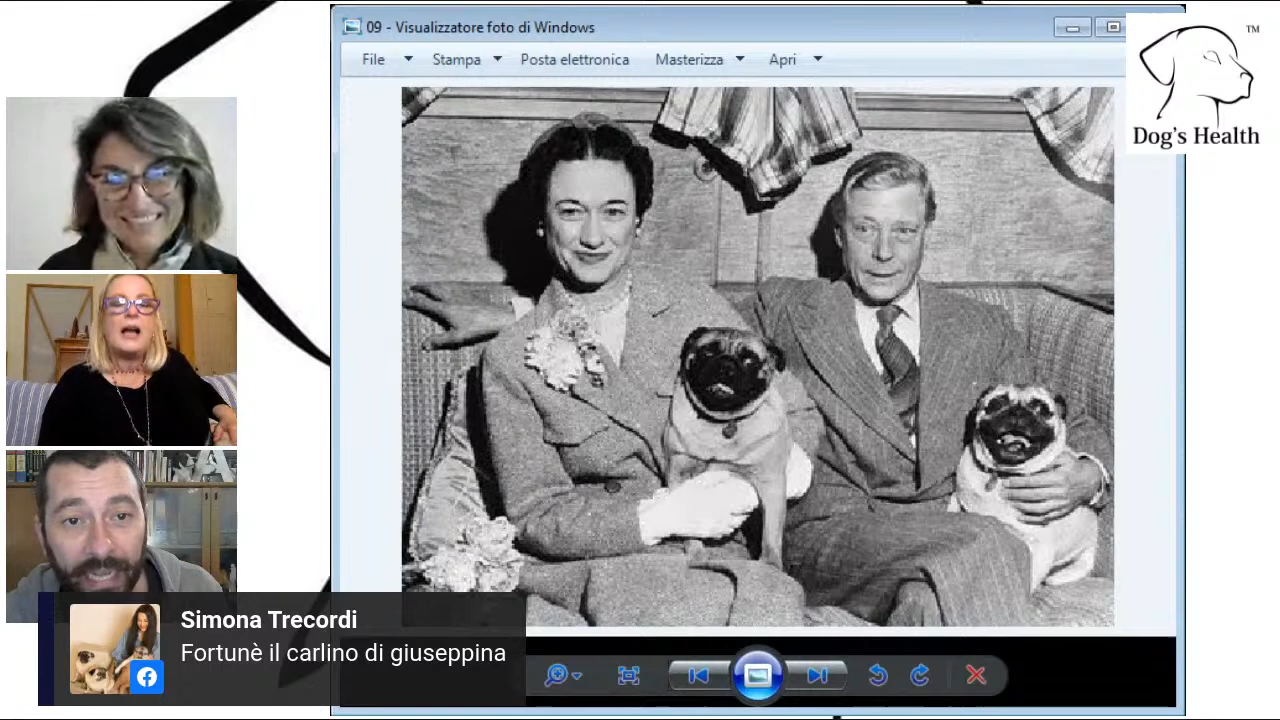 09 - Visualizzatore foto di Windows
File Stampa Posta elettronica Masterizza Apri
TM
Dog's Health
Simona Trecordi
Fortunè il carlino di giuseppina